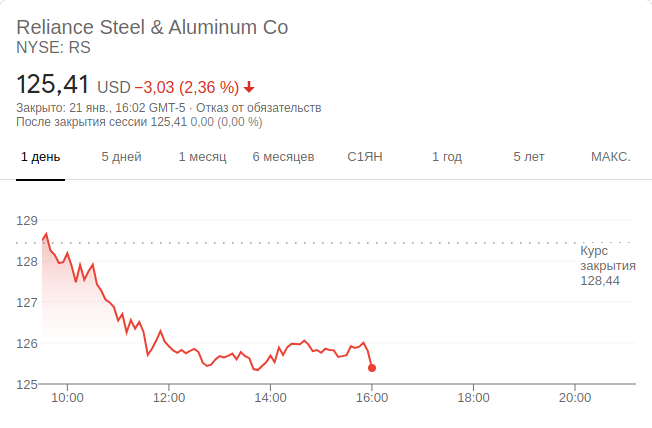 Reliance Steel & Aluminum Co
NYSE: RS
125,41 USD −3,03 (2,36 %)
Закрыто: 21 янв., 16:02 GMT-5 · Отказ от обязательств
После закрытия сессии 125,41 0,00 (0,00 %)
1 день 5 дней 1 месяц 6 месяцев С1ЯН 1 год 5 лет МАКС.
129
Курс
закрытия
128,44
128
127
126
125
10:00 12:00 14:00 16:00 18:00 20:00